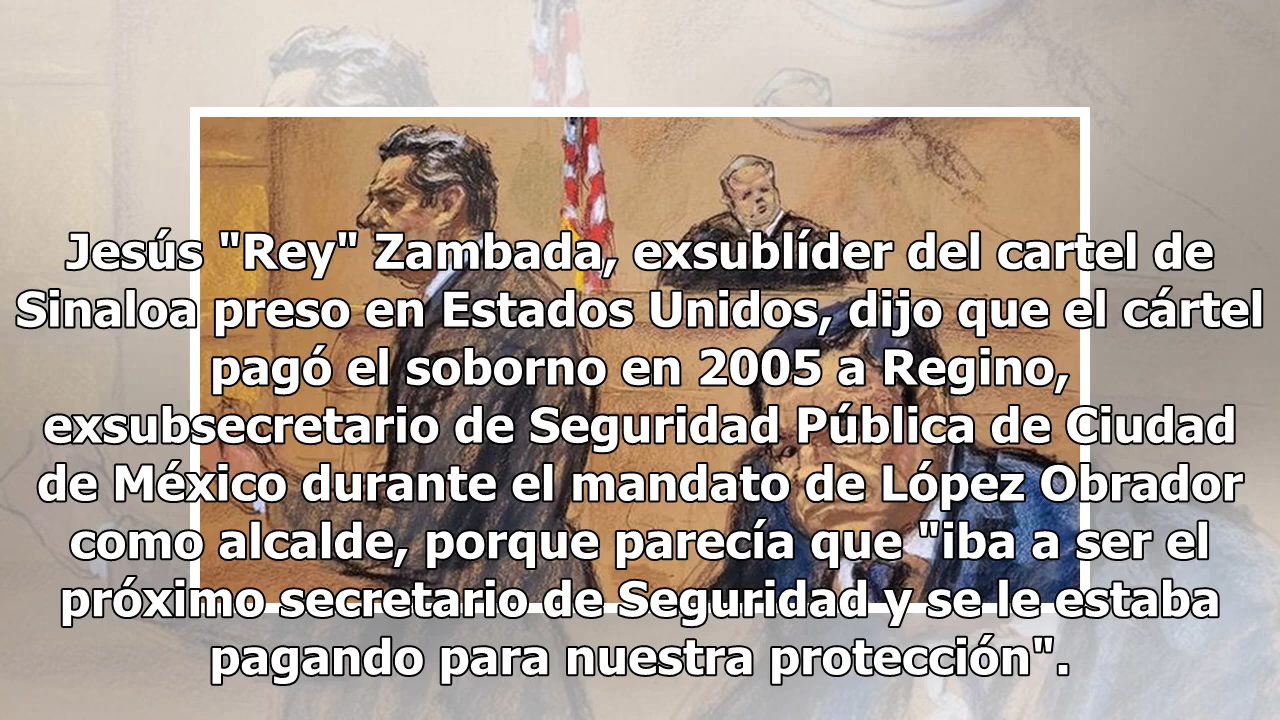 Jesús "Rey" Zambada, exsublíder del cartel de
Sinaloa preso en Estados Unidos, dijo que el cártel
pagó el soborno en 2005 a Regino,
exsubsecretario de Seguridad Pública de Ciudad
de México durante el mandato de López Obrador
como alcalde, porque parecía que "iba a ser el
próximo secretario de Seguridad y se le estaba
pagando para nuestra protección".